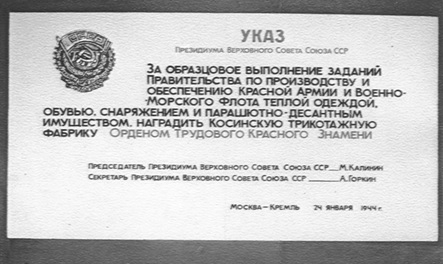 УКАЗ
Президиума Верховного Совета Союза ССР
За образцовое выполнение заданий
Правительства по производству и
обеспечению Красной Армии и Военно-
-Морского Флота теплой одеждой,
обувью, снаряжением и парашютно-десантным
имуществом, наградить Косинскую трикотажную
фабрику Орденом Трудового Красного Знамени
Председатель Президиума Верховного Совета Союза ССР М.Калинин
Секретарь Президиума Верховного Совета Союза ССР А.Горкин
Москва-Кремль 24 января 1944 г.